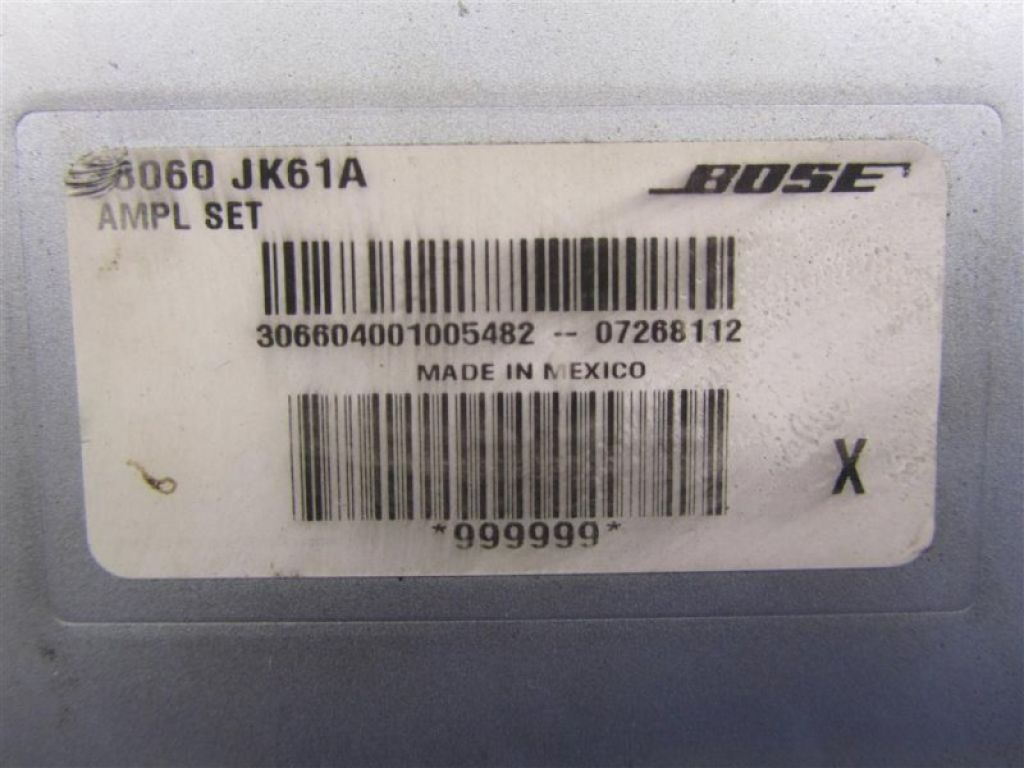 JK61A
BOSE
AMPL SET
306604001005482 -- 07268112
MADE IN MEXICO
X
*999999*